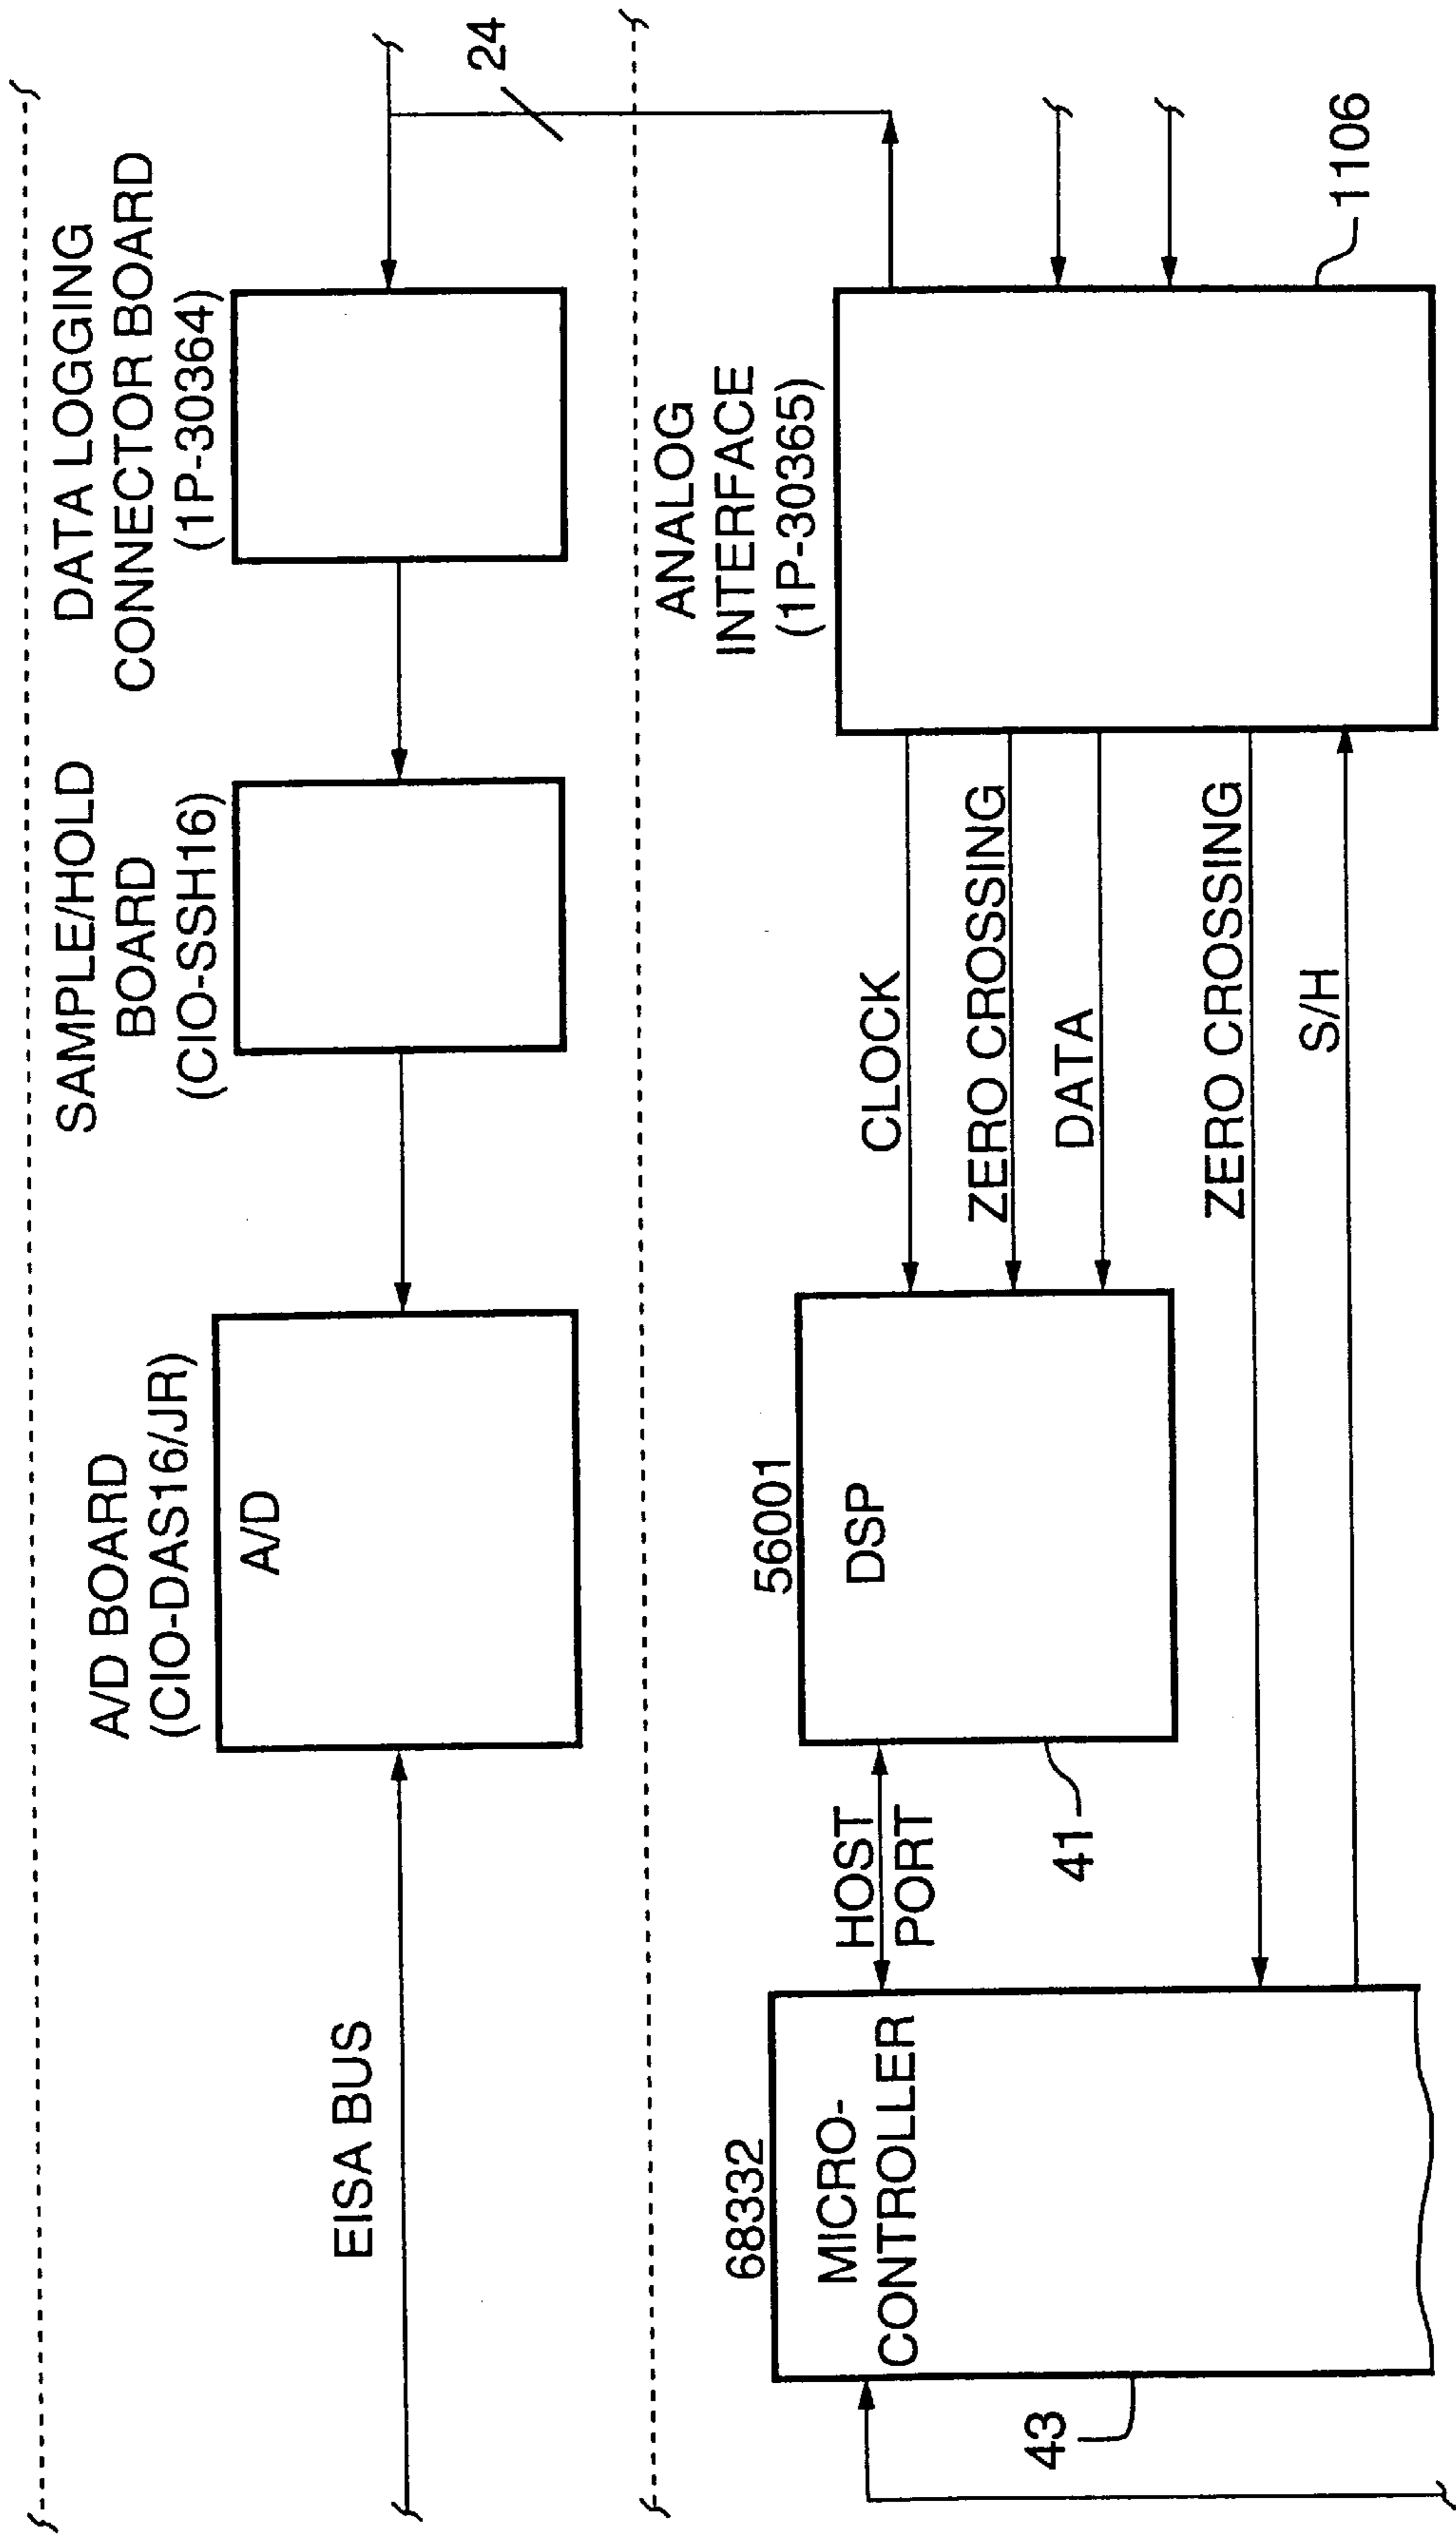 A/D BOARD
(CIO-DAS16/JR)
A/D
SAMPLE/HOLD
BOARD
(CIO-SSH16)
DATA LOGGING
CONNECTOR BOARD
(1P-30364)
EISA BUS
24
68332
MICRO-
CONTROLLER
43
HOST
PORT
56001
DSP
41
CLOCK
ZERO CROSSING
DATA
ZERO CROSSING
S/H
ANALOG
INTERFACE
(1P-30365)
1106